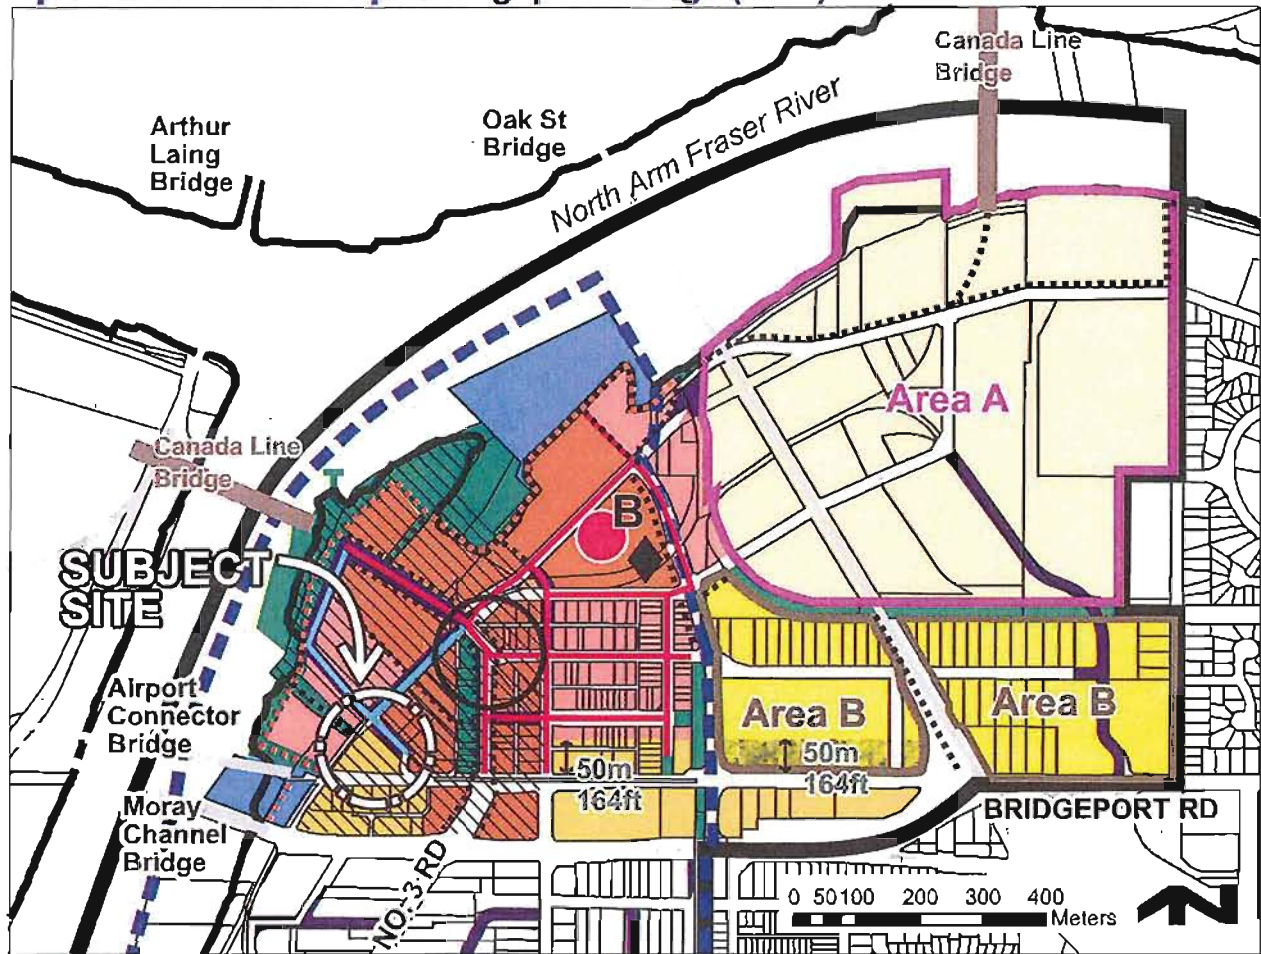 Canada Line
Bridge
Arthur
Laing
Bridge
Oak St
Bridge
North Arm Fraser River
Area A
Canada Line
Bridge
T
B
SUBJECT
SITE
Airport
Connector
Bridge
Area B
Area B
50m
164ft
50m
164ft
Moray
Channel
Bridge
BRIDGEPORT RD
NO. 3 RD
0 50 100 200 300 400
Meters
N